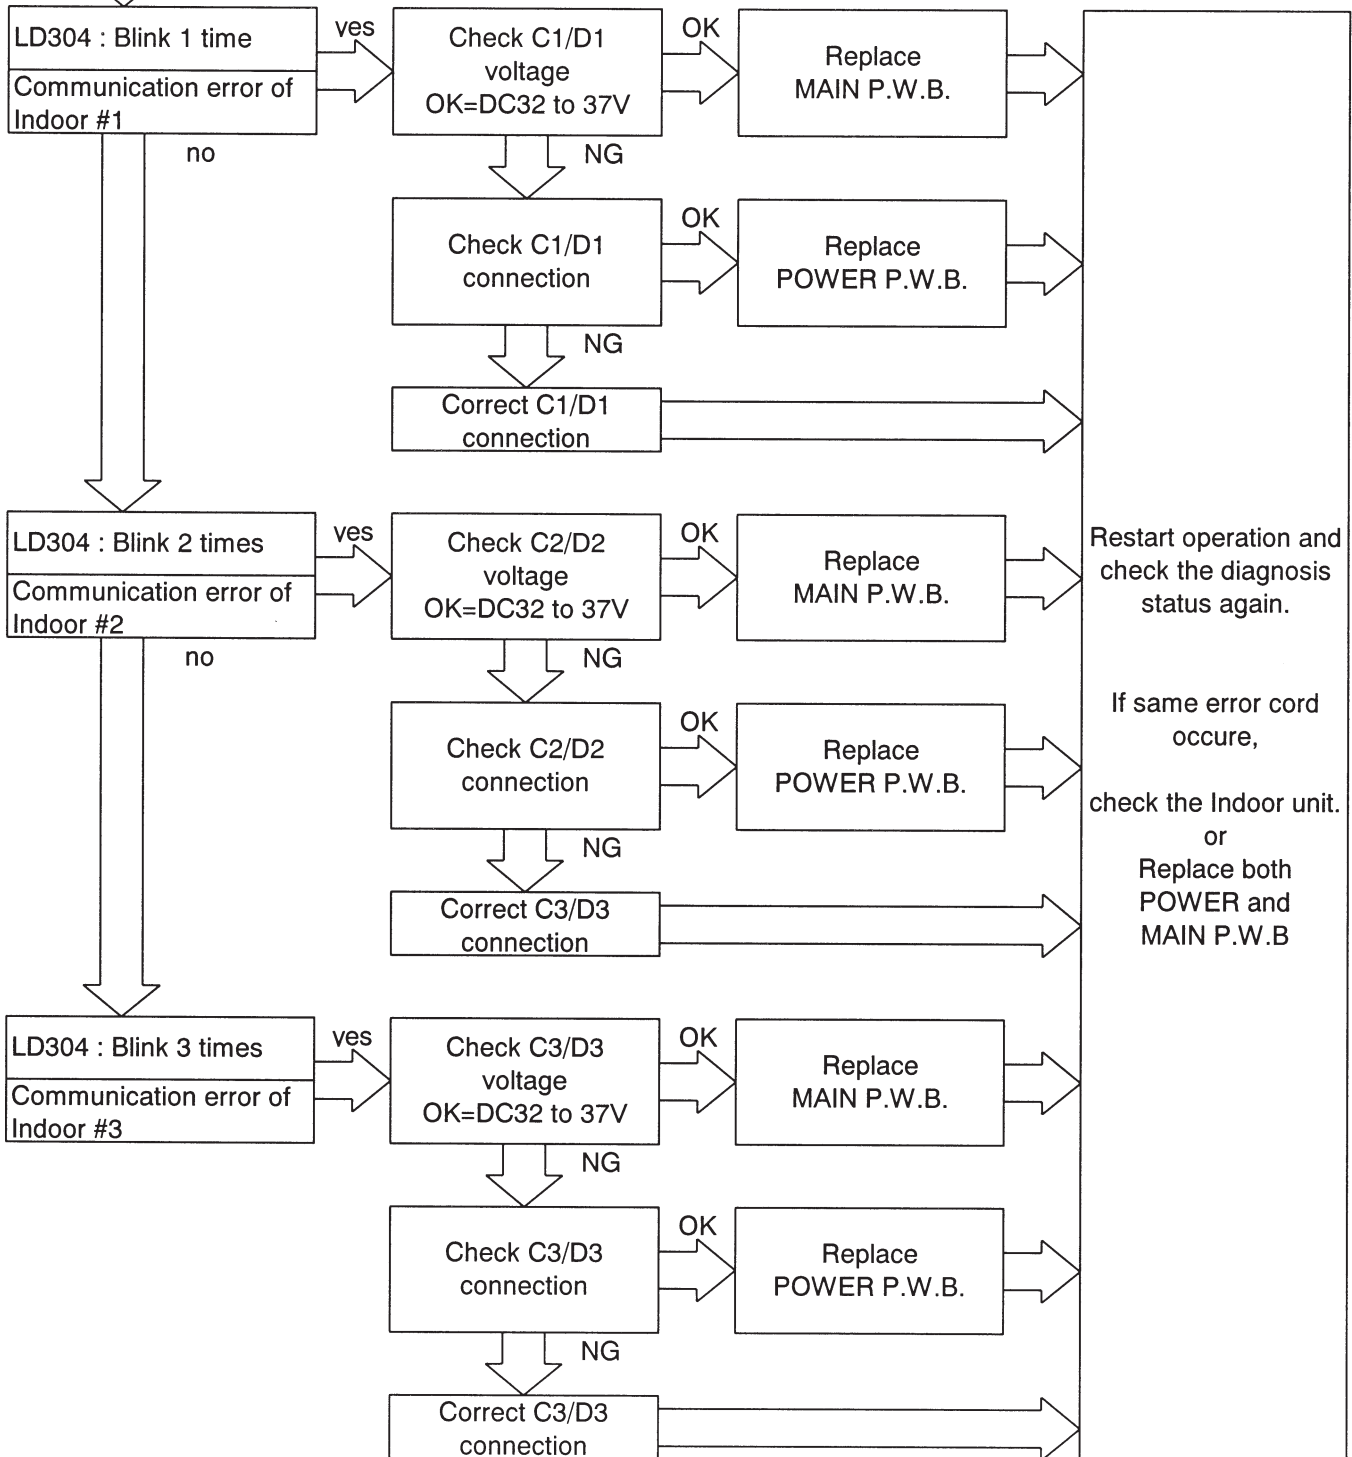 LD304 : Blink 1 time
Communication error of
Indoor #1
yes
no
Check C1/D1
voltage
OK=DC32 to 37V
OK
NG
Replace
MAIN P.W.B.
Check C1/D1
connection
OK
NG
Replace
POWER P.W.B.
Correct C1/D1
connection
LD304 : Blink 2 times
Communication error of
Indoor #2
yes
no
Check C2/D2
voltage
OK=DC32 to 37V
OK
NG
Replace
MAIN P.W.B.
Check C2/D2
connection
OK
NG
Replace
POWER P.W.B.
Correct C3/D3
connection
LD304 : Blink 3 times
Communication error of
Indoor #3
yes
Check C3/D3
voltage
OK=DC32 to 37V
OK
NG
Replace
MAIN P.W.B.
Check C3/D3
connection
OK
NG
Replace
POWER P.W.B.
Correct C3/D3
connection
Restart operation and
check the diagnosis
status again.
If same error cord
occure,
check the Indoor unit.
or
Replace both
POWER and
MAIN P.W.B